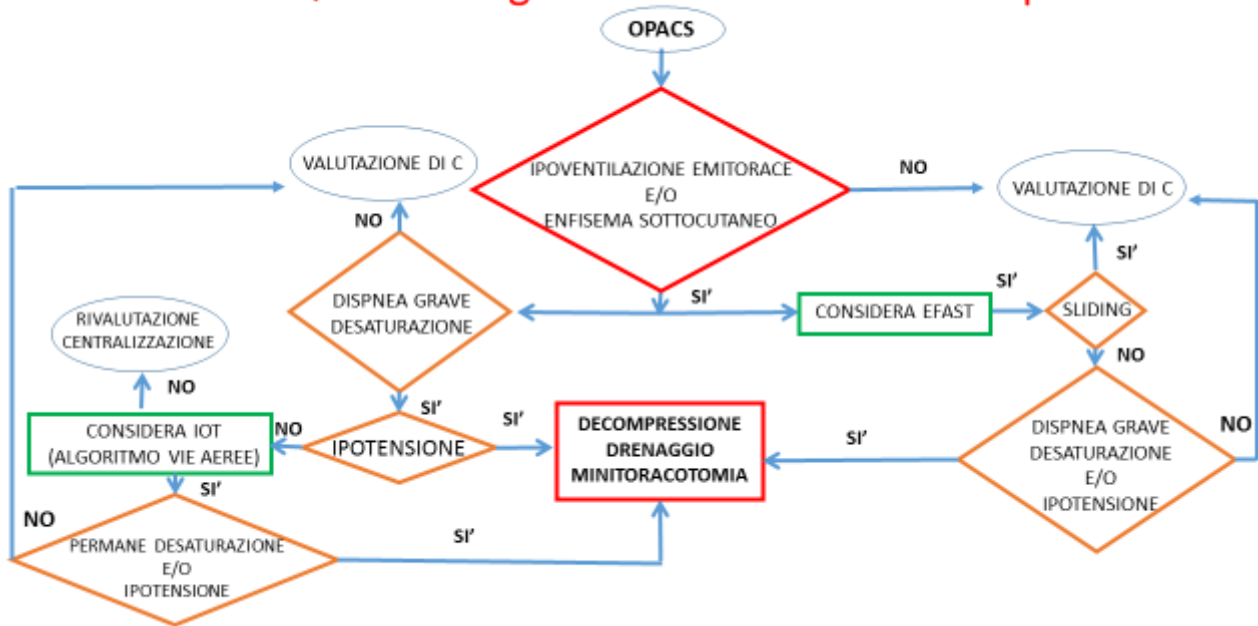 OPACS
IPOVENTILAZIONE EMITORACE
E/O
ENFISEMA SOTTOCUTANEO
NO
VALUTAZIONE DI C
VALUTAZIONE DI C
NO
SI'
SI'
SI'
DISPNEA GRAVE
DESATURAZIONE
CONSIDERA EFAST
SLIDING
RIVALUTAZIONE
CENTRALIZZAZIONE
NO
NO
SI'
CONSIDERA IOT
(ALGORITMO VIE AEREE)
NO
IPOTENSIONE
SI'
DECOMPRESSIONE
DRENAGGIO
MINITORACOTOMIA
SI'
DISPNEA GRAVE
DESATURAZIONE
E/O
IPOTENSIONE
NO
SI'
NO
PERMANE DESATURAZIONE
E/O
IPOTENSIONE
SI'